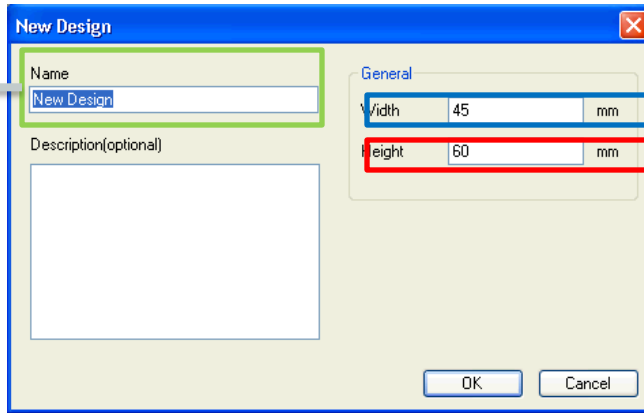 New Design
Name
New Design
Description(optional)
General
Width 45 mm
Height 60 mm
OK Cancel